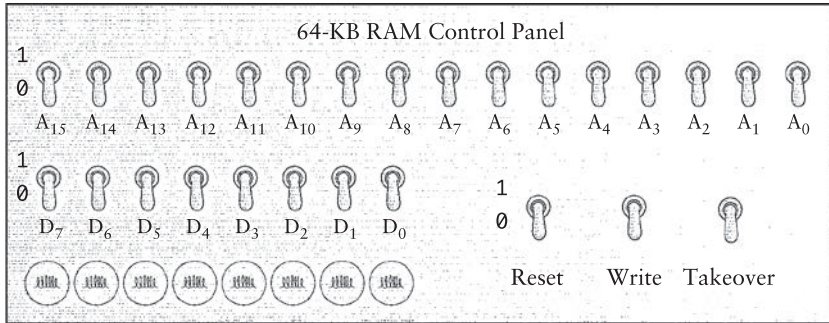 64-KB RAM Control Panel
1
0
A₁₅ A₁₄ A₁₃ A₁₂ A₁₁ A₁₀ A₉ A₈ A₇ A₆ A₅ A₄ A₃ A₂ A₁ A₀
1
0
D₇ D₆ D₅ D₄ D₃ D₂ D₁ D₀
1
0
Reset Write Takeover